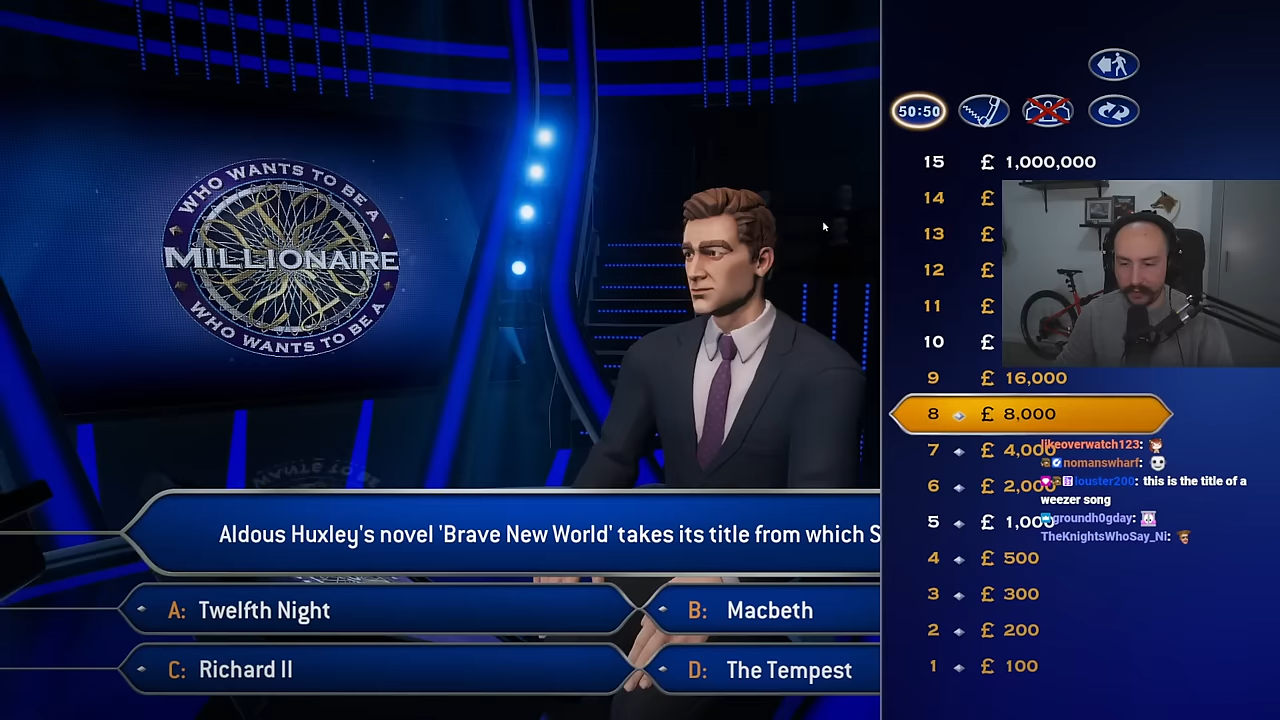 WHO WANTS TO BE A
MILLIONAIRE
WHO WANTS TO BE A
50:50
15 £ 1,000,000
14 £
13 £
12 £
11 £
10 £
9 £ 16,000
8 £ 8,000
7 £ 4,000
6 £ 2,000
5 £ 1,000
4 £ 500
3 £ 300
2 £ 200
1 £ 100
likeoverwatch123:
nomanswharf:
louster200: this is the title of a
weezer song
groundh0gday:
TheKnightsWhoSay_Ni:
Aldous Huxley's novel 'Brave New World' takes its title from which S
A: Twelfth Night
B: Macbeth
C: Richard II
D: The Tempest